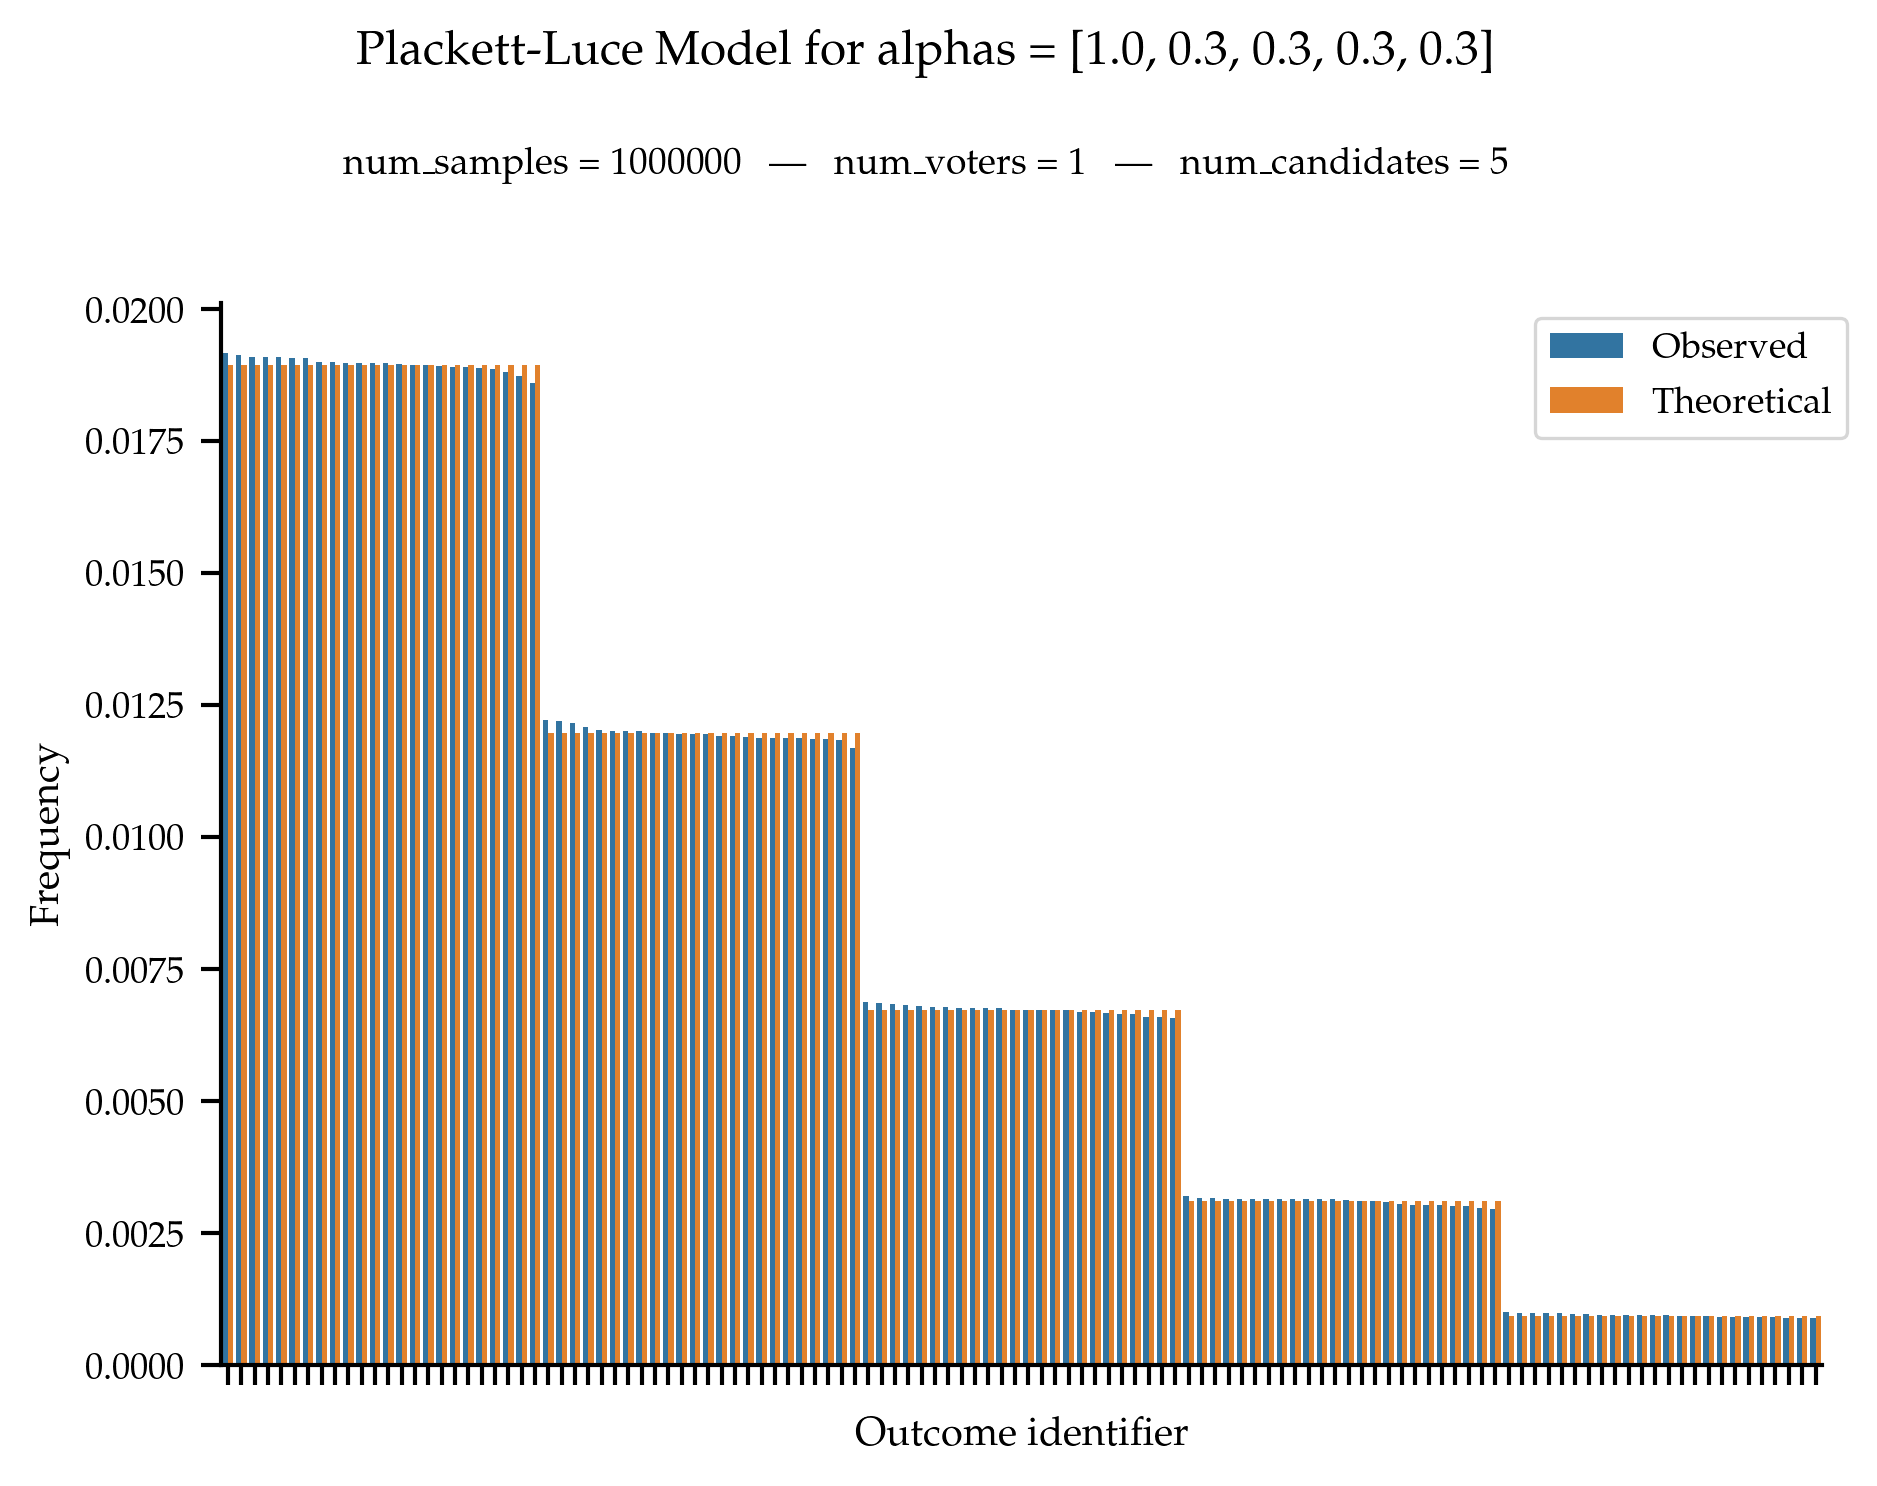 Plackett-Luce Model for alphas = [1.0, 0.3, 0.3, 0.3, 0.3]
num_samples = 1000000 — num_voters = 1 — num_candidates = 5
Observed
Theoretical
0.0200
0.0175
0.0150
0.0125
0.0100
0.0075
0.0050
0.0025
0.0000
Frequency
Outcome identifier